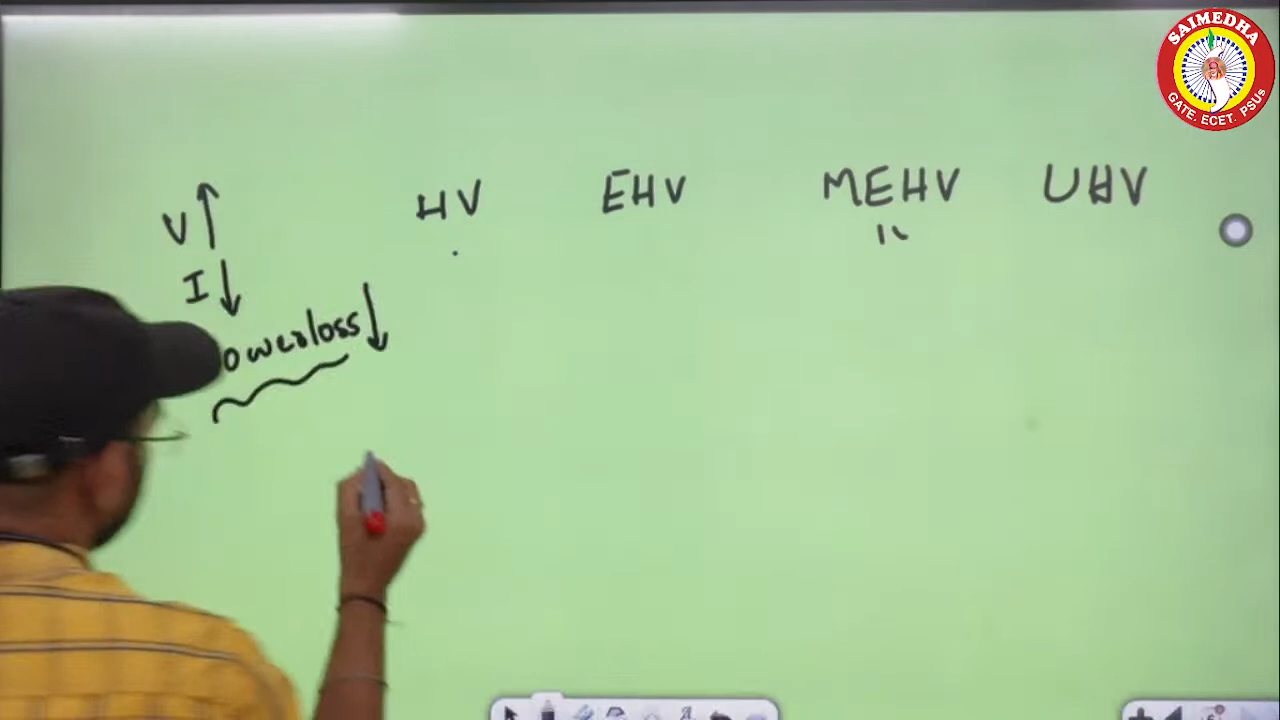 SAIMEDHA
GATE. ECET. PSUs
HV EHV MEHV UHV
V↑
I↓
owerloss↓